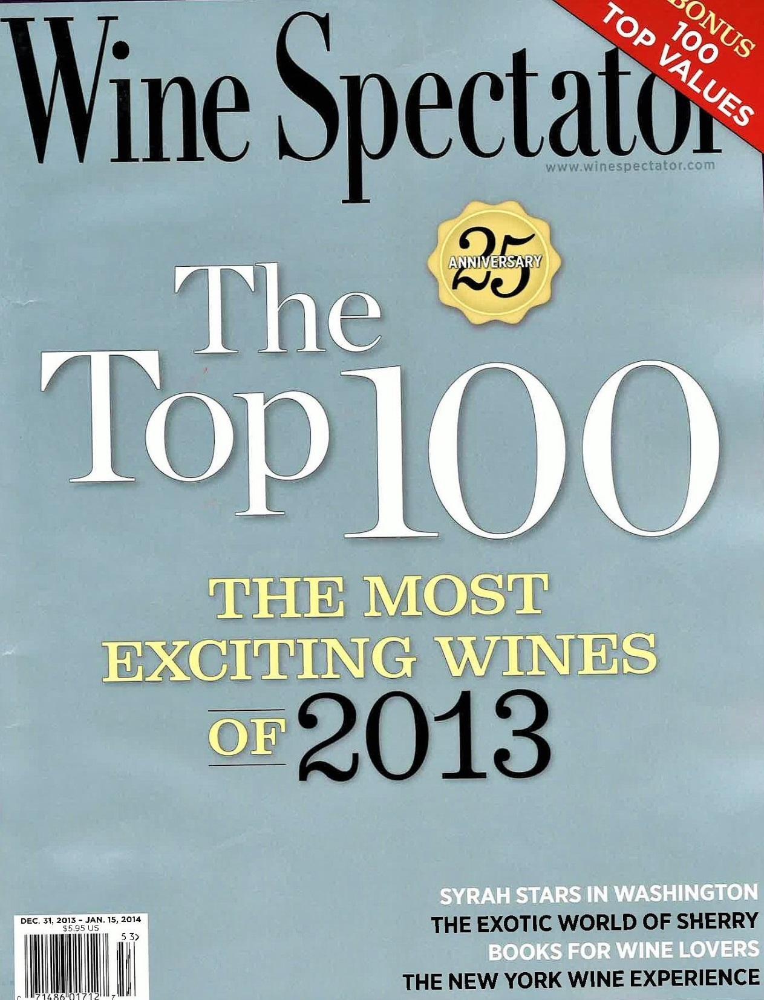 BONUS
100
TOP VALUES
Wine Spectator
www.winespectator.com
25
ANNIVERSARY
The
Top 100
THE MOST
EXCITING WINES
OF 2013
SYRAH STARS IN WASHINGTON
THE EXOTIC WORLD OF SHERRY
BOOKS FOR WINE LOVERS
THE NEW YORK WINE EXPERIENCE
DEC. 31, 2013 – JAN. 15, 2014
$5.95 US
53>
71486 01712 7